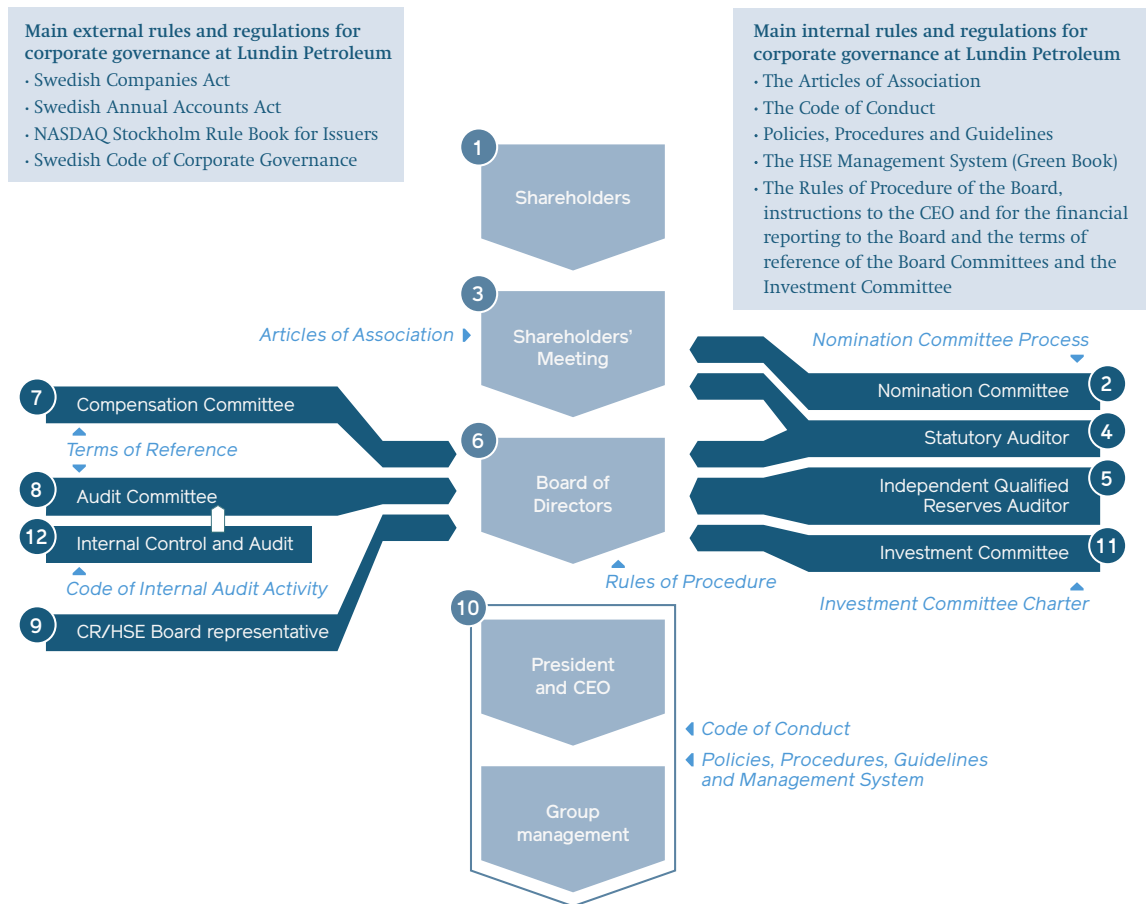 Main external rules and regulations for
corporate governance at Lundin Petroleum
· Swedish Companies Act
· Swedish Annual Accounts Act
· NASDAQ Stockholm Rule Book for Issuers
· Swedish Code of Corporate Governance
Main internal rules and regulations for
corporate governance at Lundin Petroleum
· The Articles of Association
· The Code of Conduct
· Policies, Procedures and Guidelines
· The HSE Management System (Green Book)
· The Rules of Procedure of the Board,
instructions to the CEO and for the financial
reporting to the Board and the terms of
reference of the Board Committees and the
Investment Committee
1
Shareholders
3
Shareholders’
Meeting
Articles of Association
Nomination Committee Process
Nomination Committee
2
Statutory Auditor
4
Independent Qualified
Reserves Auditor
5
Investment Committee
11
Investment Committee Charter
7
Compensation Committee
Terms of Reference
8
Audit Committee
12
Internal Control and Audit
Code of Internal Audit Activity
9
CR/HSE Board representative
6
Board of
Directors
Rules of Procedure
10
President
and CEO
Code of Conduct
Policies, Procedures, Guidelines
and Management System
Group
management